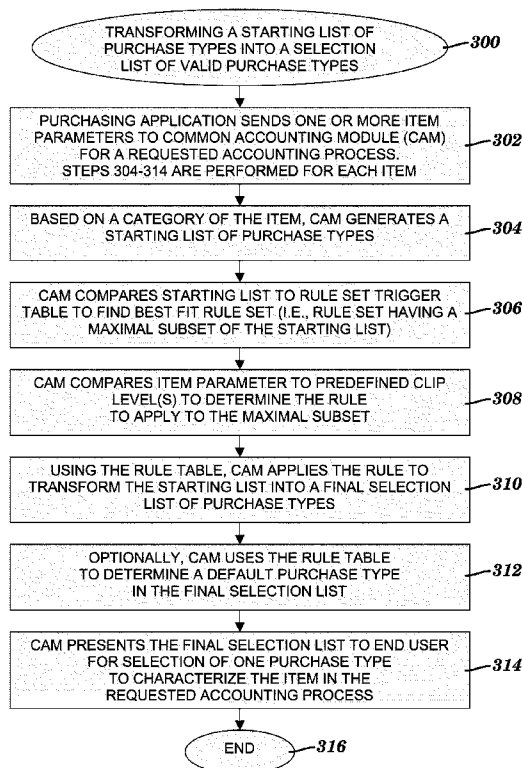 TRANSFORMING A STARTING LIST OF
PURCHASE TYPES INTO A SELECTION
LIST OF VALID PURCHASE TYPES
300
PURCHASING APPLICATION SENDS ONE OR MORE ITEM
PARAMETERS TO COMMON ACCOUNTING MODULE (CAM)
FOR A REQUESTED ACCOUNTING PROCESS.
STEPS 304-314 ARE PERFORMED FOR EACH ITEM
302
BASED ON A CATEGORY OF THE ITEM, CAM GENERATES A
STARTING LIST OF PURCHASE TYPES
304
CAM COMPARES STARTING LIST TO RULE SET TRIGGER
TABLE TO FIND BEST FIT RULE SET (I.E., RULE SET HAVING A
MAXIMAL SUBSET OF THE STARTING LIST)
306
CAM COMPARES ITEM PARAMETER TO PREDEFINED CLIP
LEVEL(S) TO DETERMINE THE RULE
TO APPLY TO THE MAXIMAL SUBSET
308
USING THE RULE TABLE, CAM APPLIES THE RULE TO
TRANSFORM THE STARTING LIST INTO A FINAL SELECTION
LIST OF PURCHASE TYPES
310
OPTIONALLY, CAM USES THE RULE TABLE
TO DETERMINE A DEFAULT PURCHASE TYPE
IN THE FINAL SELECTION LIST
312
CAM PRESENTS THE FINAL SELECTION LIST TO END USER
FOR SELECTION OF ONE PURCHASE TYPE
TO CHARACTERIZE THE ITEM IN THE
REQUESTED ACCOUNTING PROCESS
314
END
316